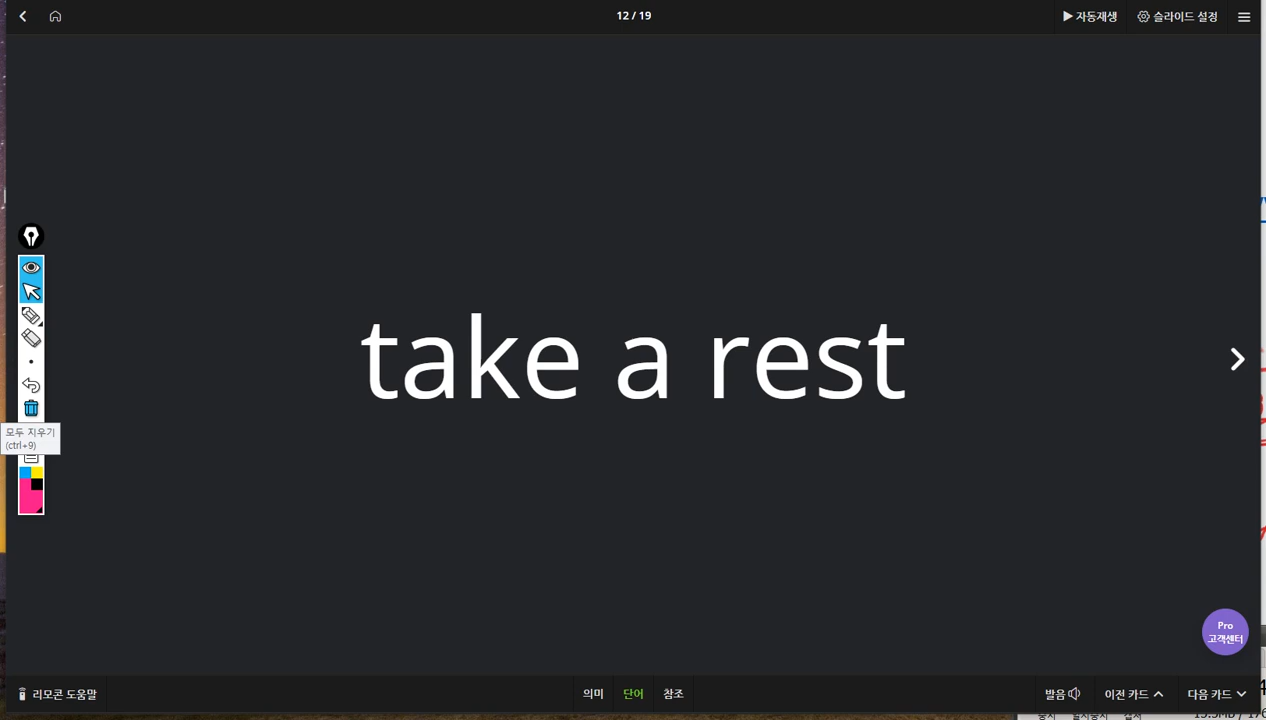 12 / 19
▶ 자동재생
슬라이드 설정
take a rest
모두 지우기
(ctrl+9)
Pro
고객센터
리모콘 도움말
의미
단어
참조
발음
이전 카드
다음 카드